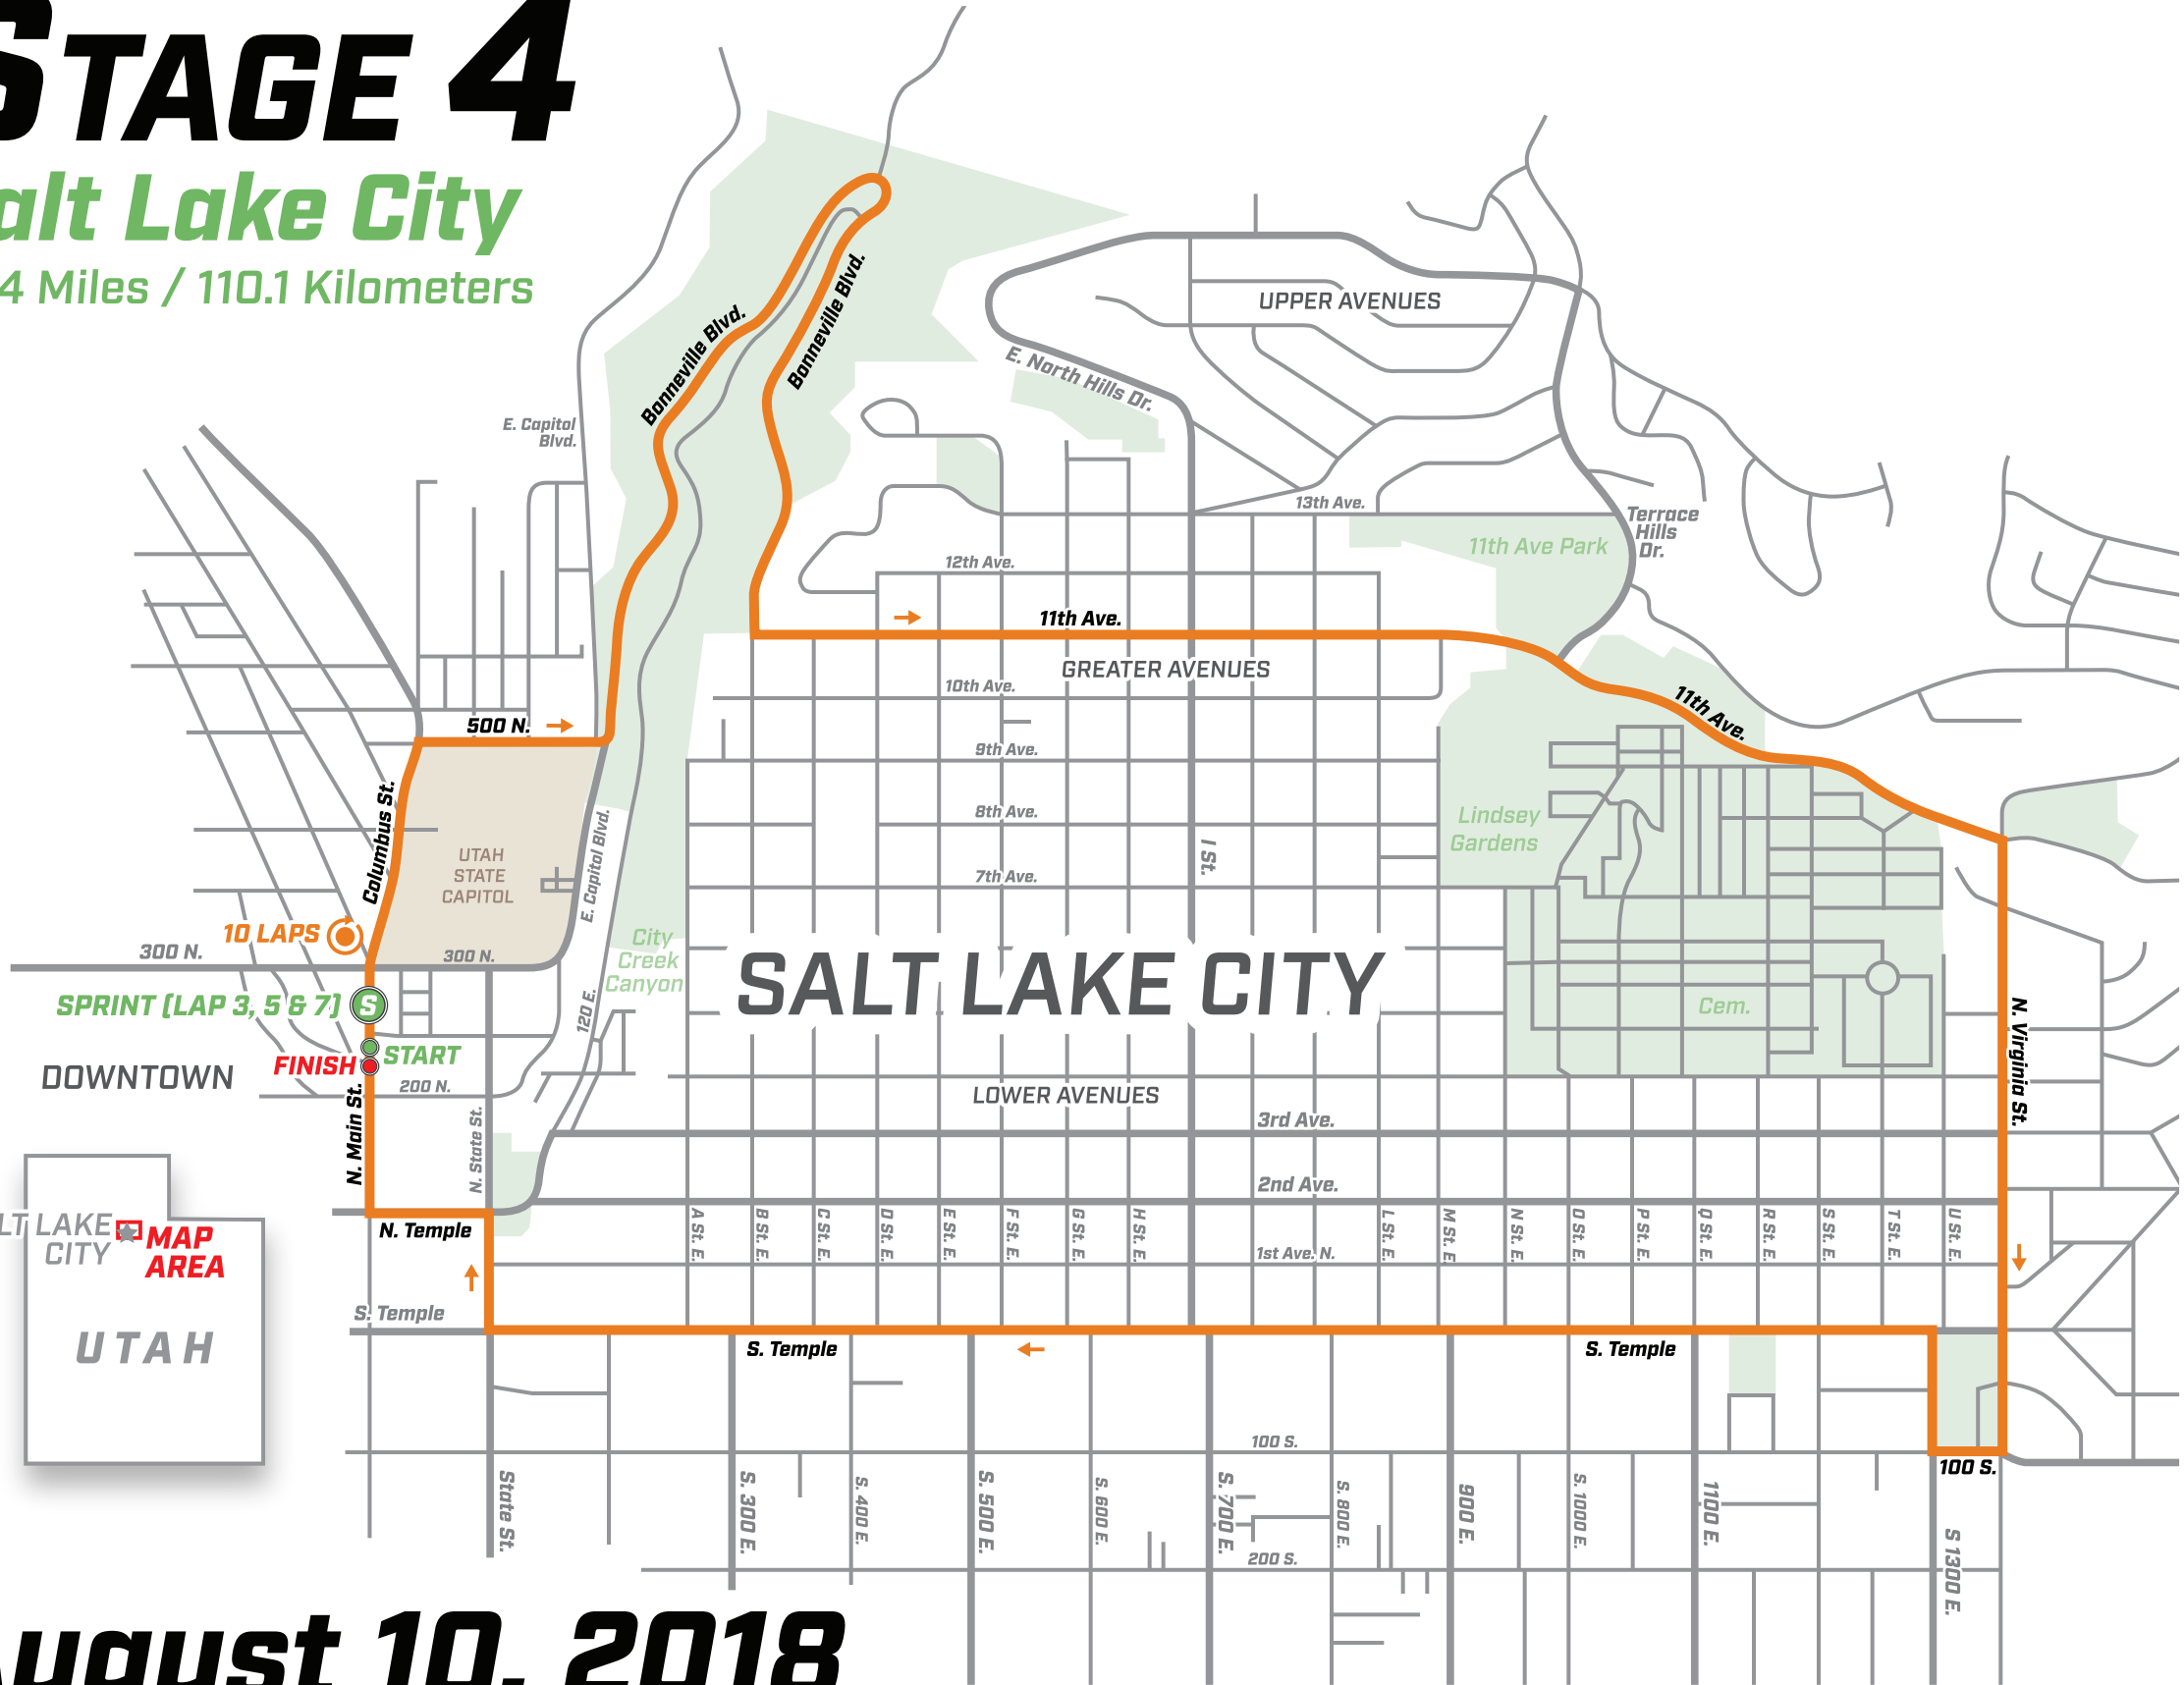 STAGE 4
alt Lake City
4 Miles / 110.1 Kilometers
Bonneville Blvd.
Bonneville Blvd.
UPPER AVENUES
E. North Hills Dr.
E. Capitol
Blvd.
13th Ave.
Terrace
Hills
Dr.
11th Ave Park
12th Ave.
11th Ave.
GREATER AVENUES
10th Ave.
11th Ave.
500 N.
9th Ave.
Columbus St.
8th Ave.
Lindsey
Gardens
UTAH
STATE
CAPITOL
E. Capitol Blvd.
I St.
7th Ave.
10 LAPS
300 N.
300 N.
City
Creek
Canyon
SALT LAKE CITY
SPRINT (LAP 3, 5 & 7)
S
120 E.
Cem.
N. Virginia St.
START
FINISH
DOWNTOWN
200 N.
LOWER AVENUES
N. Main St.
N. State St.
3rd Ave.
2nd Ave.
LT LAKE
CITY
MAP
AREA
UTAH
N. Temple
A St. E.
B St. E.
C St. E.
D St. E.
E St. E.
F St. E.
G St. E.
H St. E.
1st Ave. N.
L St. E.
M St. E
N St. E.
O St. E.
P St. E.
Q St. E.
R St. E.
S St. E.
T St. E.
U St. E.
S. Temple
S. Temple
S. Temple
100 S.
100 S.
State St.
S. 300 E.
S. 400 E.
S. 500 E.
S. 600 E.
S. 700 E.
S. 800 E.
900 E.
S. 1000 E.
1100 E.
S 1300 E.
200 S.
August 10, 2018